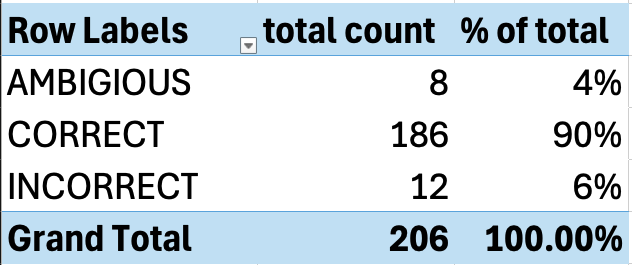 Row Labels total count % of total
AMBIGIOUS 8 4%
CORRECT 186 90%
INCORRECT 12 6%
Grand Total 206 100.00%